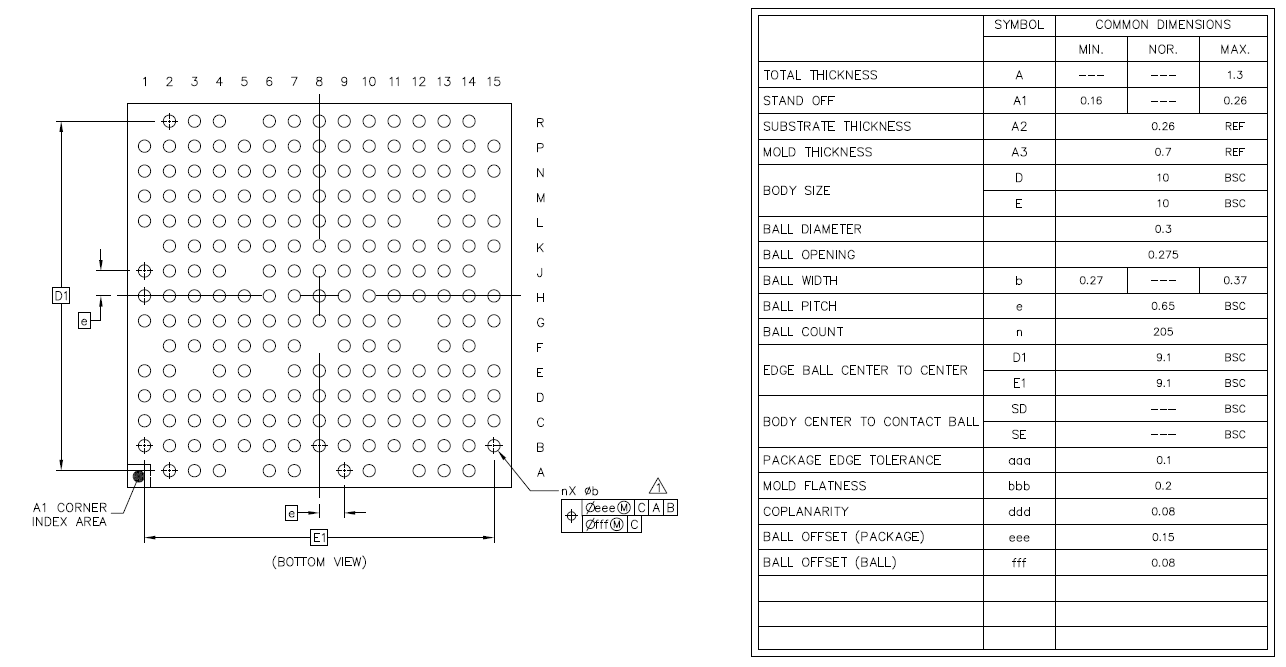 1 2 3 4 5 6 7 8 9 10 11 12 13 14 15
R
P
N
M
L
K
J
H
G
F
E
D
C
B
A
D1
e
A1 CORNER
INDEX AREA
e
E1
(BOTTOM VIEW)
nX øb
1
Øeee Ⓜ C A B
Øfff Ⓜ C
SYMBOL COMMON DIMENSIONS
MIN. NOR. MAX.
TOTAL THICKNESS A --- --- 1.3
STAND OFF A1 0.16 --- 0.26
SUBSTRATE THICKNESS A2 0.26 REF
MOLD THICKNESS A3 0.7 REF
BODY SIZE D 10 BSC
E 10 BSC
BALL DIAMETER 0.3
BALL OPENING 0.275
BALL WIDTH b 0.27 --- 0.37
BALL PITCH e 0.65 BSC
BALL COUNT n 205
EDGE BALL CENTER TO CENTER D1 9.1 BSC
E1 9.1 BSC
BODY CENTER TO CONTACT BALL SD --- BSC
SE --- BSC
PACKAGE EDGE TOLERANCE aaa 0.1
MOLD FLATNESS bbb 0.2
COPLANARITY ddd 0.08
BALL OFFSET (PACKAGE) eee 0.15
BALL OFFSET (BALL) fff 0.08